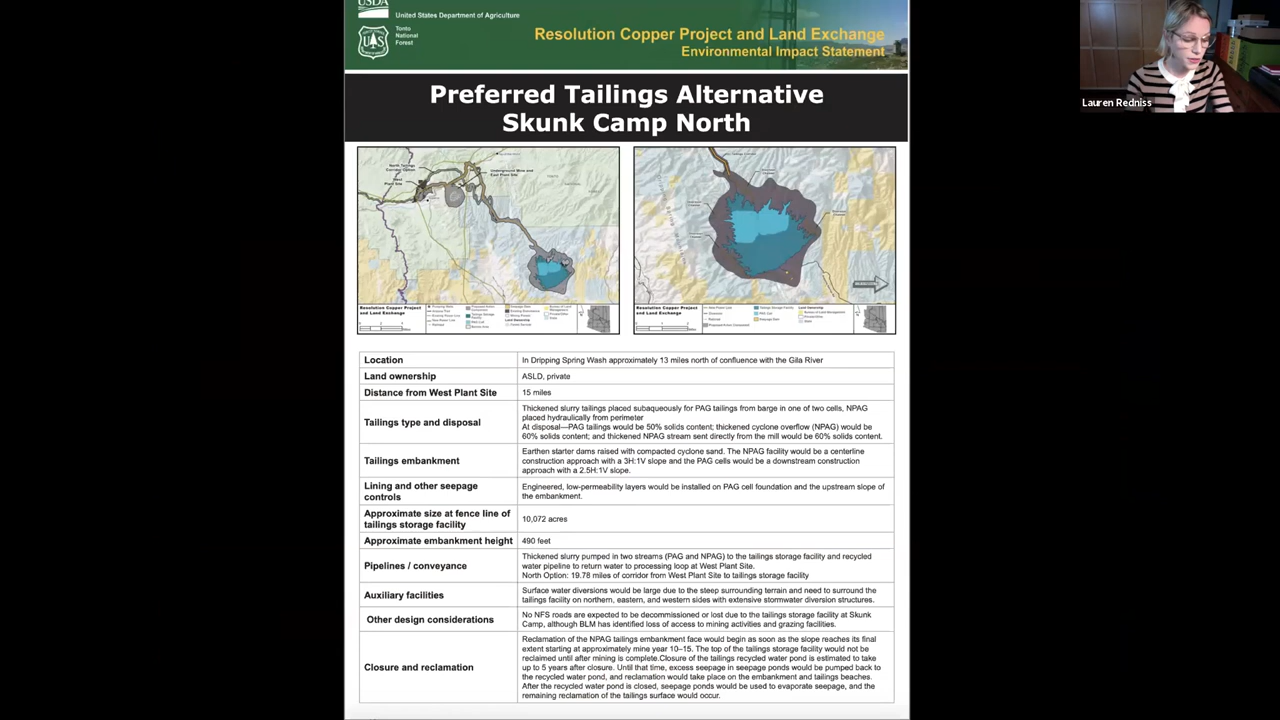 USDA
United States Department of Agriculture
Tonto
National
Forest
Resolution Copper Project and Land Exchange
Environmental Impact Statement
Lauren Redniss
Preferred Tailings Alternative
Skunk Camp North
Resolution Copper Project
and Land Exchange
Resolution Copper Project
and Land Exchange
Location In Dripping Spring Wash approximately 13 miles north of confluence with the Gila River
Land ownership ASLD, private
Distance from West Plant Site 15 miles
Tailings type and disposal
Thickened slurry tailings placed subaqueously for PAG tailings from barge in one of two cells, NPAG
placed hydraulically from perimeter
At disposal—PAG tailings would be 50% solids content; thickened cyclone overflow (NPAG) would be
60% solids content; and thickened NPAG stream sent directly from the mill would be 60% solids content.
Tailings embankment
Earthen starter dams raised with compacted cyclone sand. The NPAG facility would be a centerline
construction approach with a 3H:1V slope and the PAG cells would be a downstream construction
approach with a 2.5H:1V slope.
Lining and other seepage
controls
Engineered, low-permeability layers would be installed on PAG cell foundation and the upstream slope of
the embankment.
Approximate size at fence line of
tailings storage facility
10,072 acres
Approximate embankment height 490 feet
Pipelines / conveyance
Thickened slurry pumped in two streams (PAG and NPAG) to the tailings storage facility and recycled
water pipeline to return water to processing loop at West Plant Site.
North Option: 19.78 miles of corridor from West Plant Site to tailings storage facility
Auxiliary facilities
Surface water diversions would be large due to the steep surrounding terrain and need to surround the
tailings facility on northern, eastern, and western sides with extensive stormwater diversion structures.
Other design considerations
No NFS roads are expected to be decommissioned or lost due to the tailings storage facility at Skunk
Camp, although BLM has identified loss of access to mining activities and grazing facilities.
Closure and reclamation
Reclamation of the NPAG tailings embankment face would begin as soon as the slope reaches its final
extent starting at approximately mine year 10–15. The top of the tailings storage facility would not be
reclaimed until after mining is complete.Closure of the tailings recycled water pond is estimated to take
up to 5 years after closure. Until that time, excess seepage in seepage ponds would be pumped back to
the recycled water pond, and reclamation would take place on the embankment and tailings beaches.
After the recycled water pond is closed, seepage ponds would be used to evaporate seepage, and the
remaining reclamation of the tailings surface would occur.